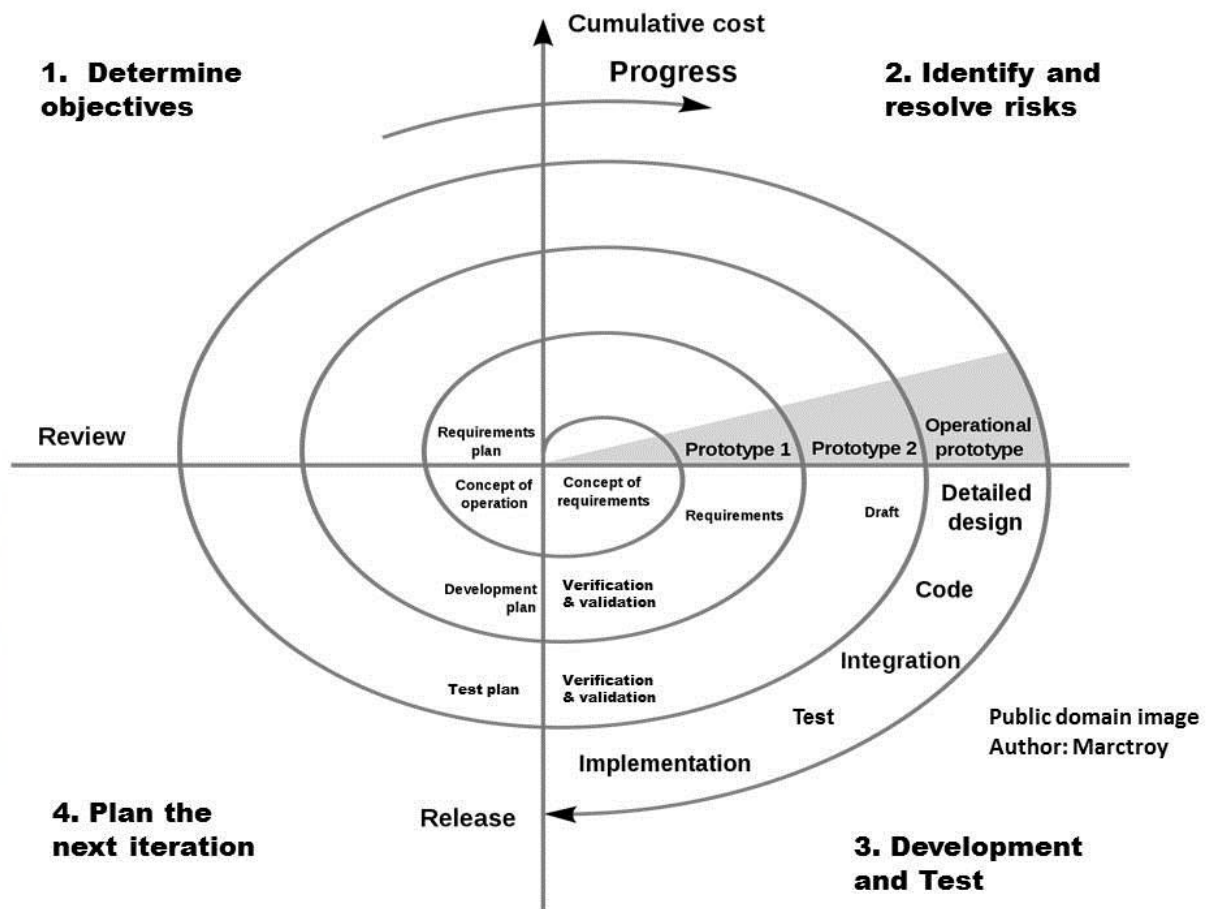 Cumulative cost
Progress
1. Determine
objectives
2. Identify and
resolve risks
Review
Requirements
plan
Prototype 1
Prototype 2
Operational
prototype
Concept of
operation
Concept of
requirements
Requirements
Draft
Detailed
design
Development
plan
Verification
& validation
Code
Integration
Test plan
Verification
& validation
Test
Implementation
Public domain image
Author: Marctroy
4. Plan the
next iteration
Release
3. Development
and Test